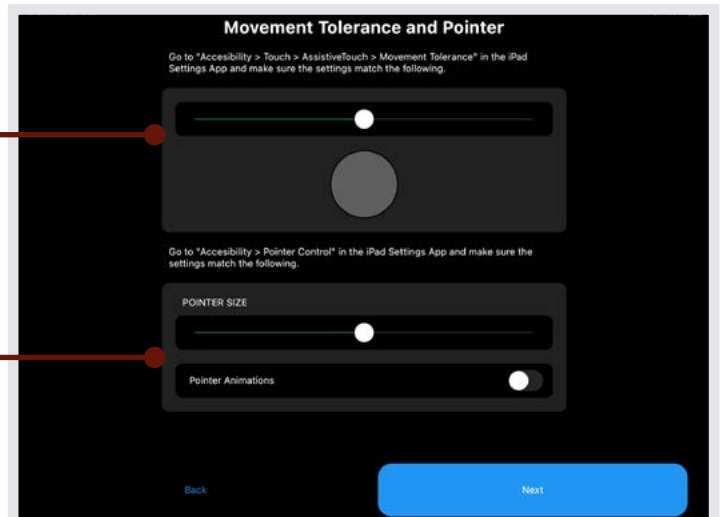 Movement Tolerance and Pointer
Go to "Accesibility > Touch > AssistiveTouch > Movement Tolerance" in the iPad
Settings App and make sure the settings match the following.
Go to "Accesibility > Pointer Control" in the iPad Settings App and make sure the
settings match the following.
POINTER SIZE
Pointer Animations
Back
Next